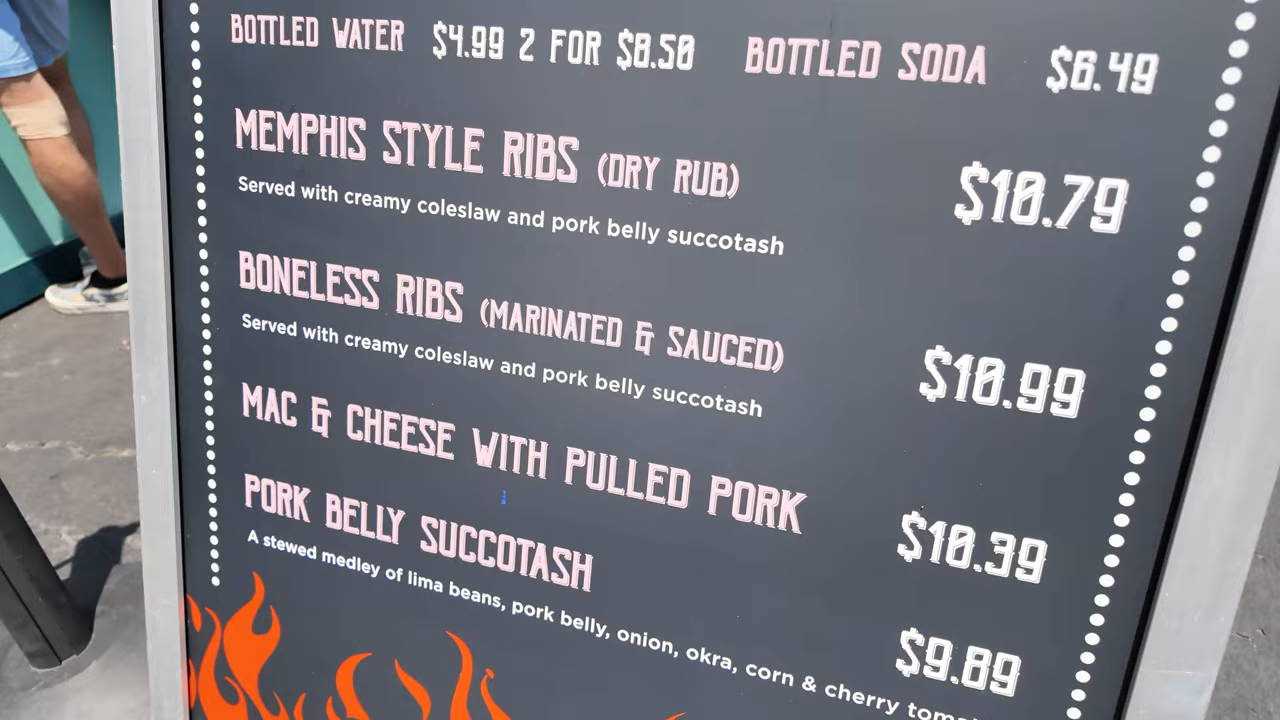 BOTTLED WATER $4.99 2 FOR $8.50 BOTTLED SODA $6.49
MEMPHIS STYLE RIBS (DRY RUB) $10.79
Served with creamy coleslaw and pork belly succotash
BONELESS RIBS (MARINATED & SAUCED) $10.99
Served with creamy coleslaw and pork belly succotash
MAC & CHEESE WITH PULLED PORK $10.39
PORK BELLY SUCCOTASH $9.89
A stewed medley of lima beans, pork belly, onion, okra, corn & cherry